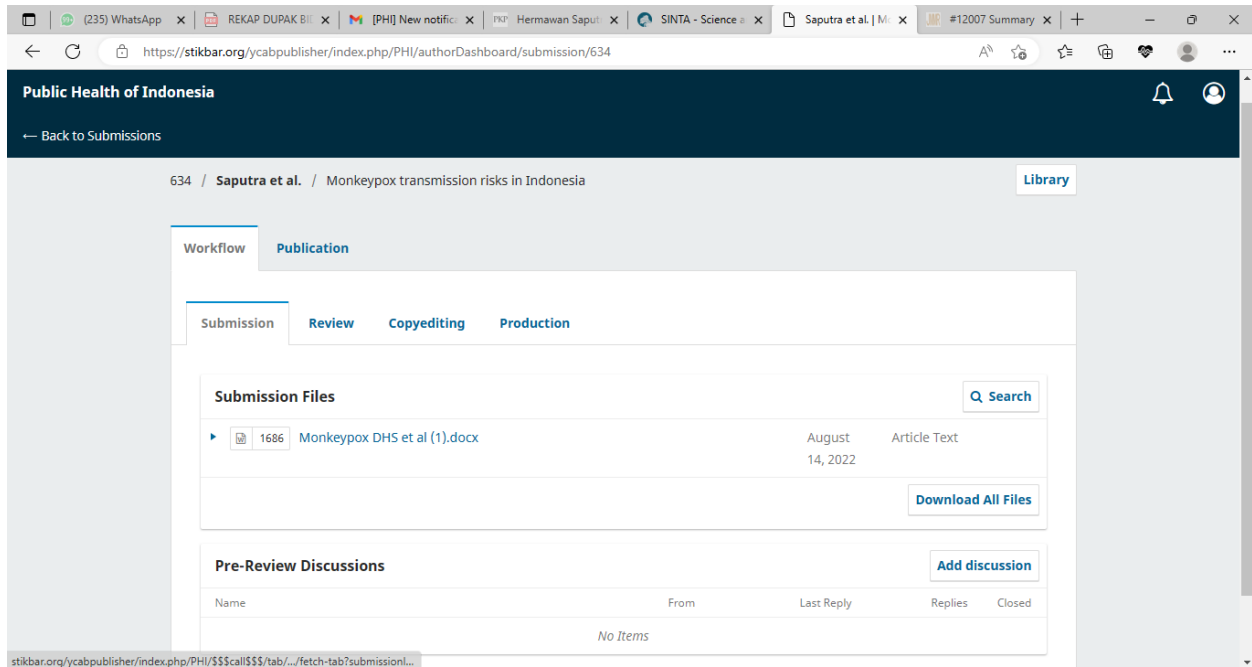 (235) WhatsApp
REKAP DUPAK BI
[PHI] New notific
PKP Hermawan Saput
SINTA - Science a
Saputra et al. | Mo
#12007 Summary
https://stikbar.org/ycabpublisher/index.php/PHI/authorDashboard/submission/634
Public Health of Indonesia
← Back to Submissions
634 / Saputra et al. / Monkeypox transmission risks in Indonesia
Library
Workflow Publication
Submission Review Copyediting Production
Submission Files
Search
1686 Monkeypox DHS et al (1).docx
August 14, 2022
Article Text
Download All Files
Pre-Review Discussions
Add discussion
Name From Last Reply Replies Closed
No Items
stikbar.org/ycabpublisher/index.php/PHI/$$$call$$$/tab/.../fetch-tab?submissionI...